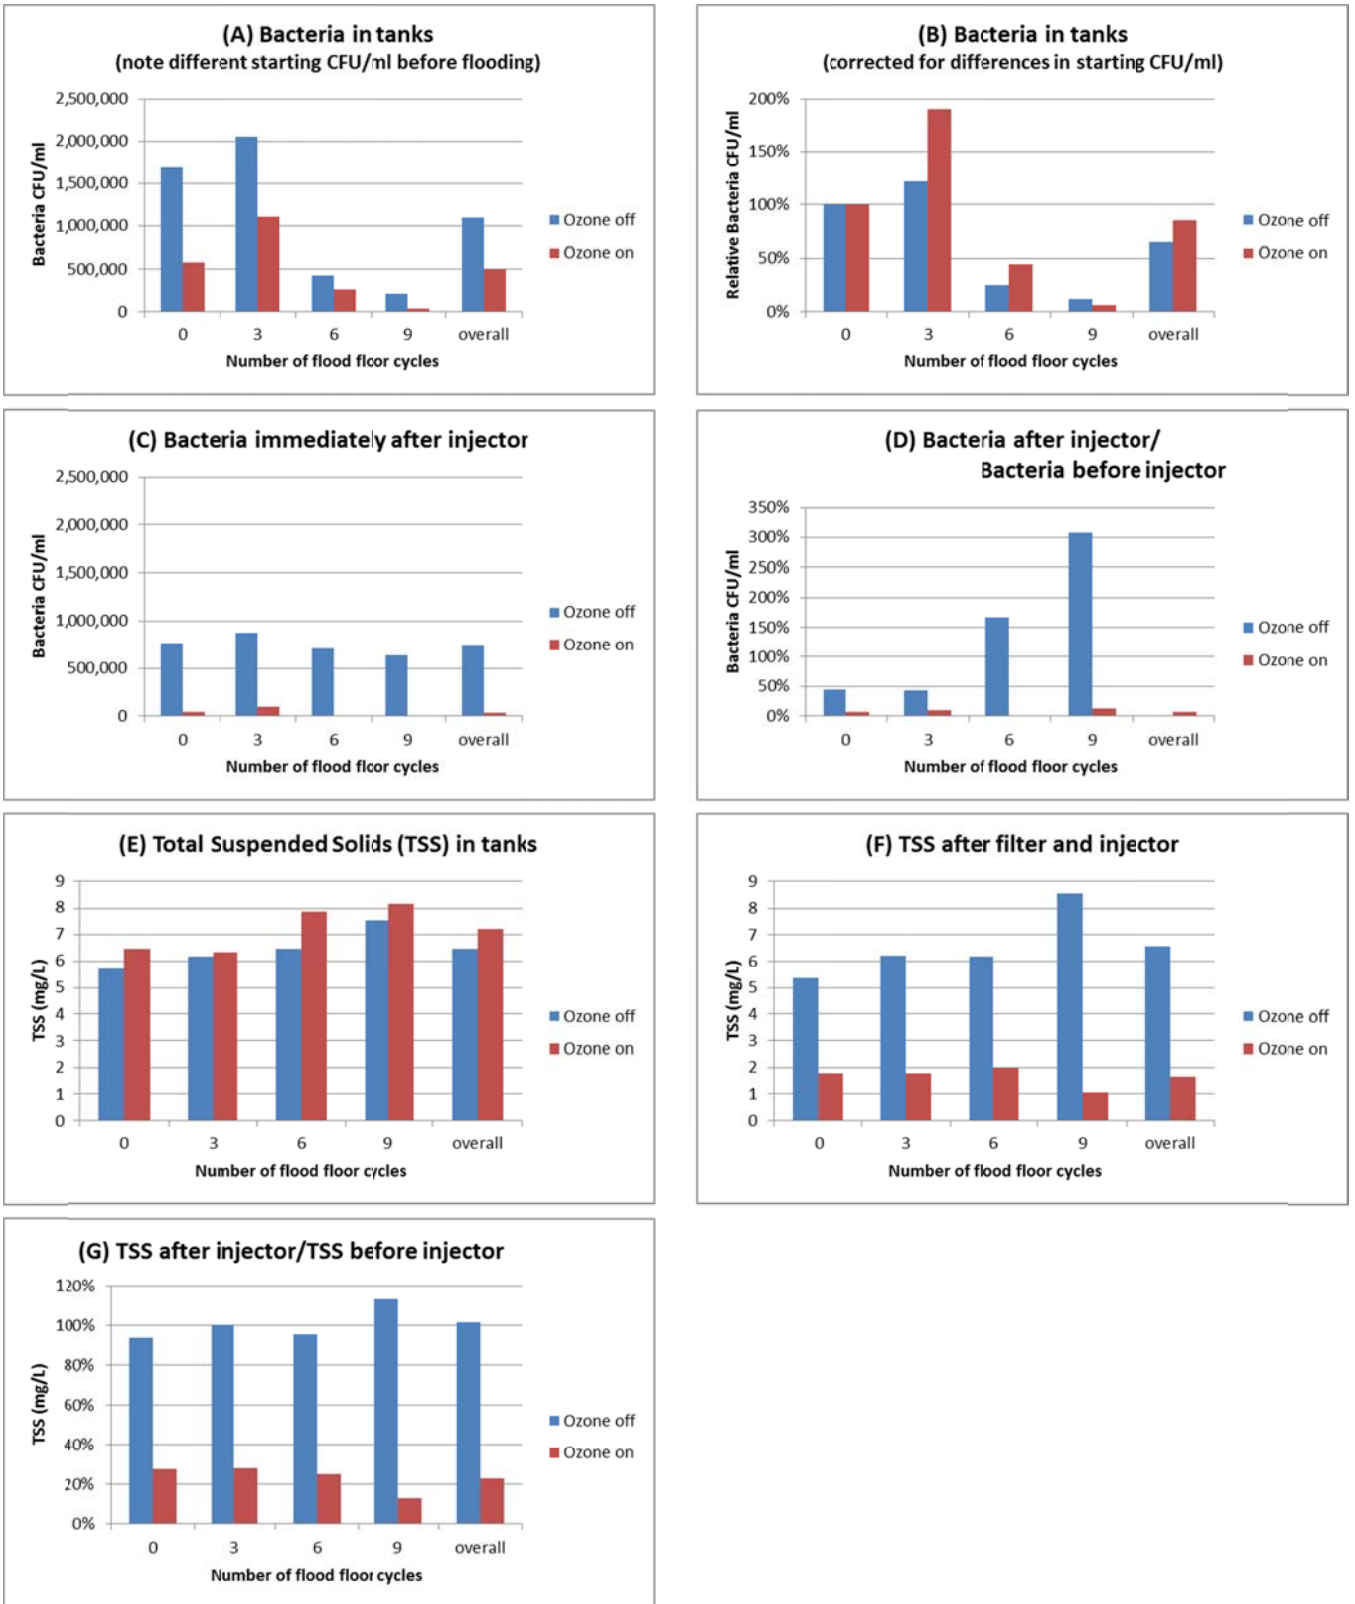 (A) Bacteria in tanks
(note different starting CFU/ml before flooding)
2,500,000
2,000,000
1,500,000
1,000,000
500,000
0
Bacteria CFU/ml
0 3 6 9 overall
Number of flood floor cycles
Ozone off
Ozone on
(B) Bacteria in tanks
(corrected for differences in starting CFU/ml)
200%
150%
100%
50%
0%
Relative Bacteria CFU/ml
0 3 6 9 overall
Number of flood floor cycles
Ozone off
Ozone on
(C) Bacteria immediately after injector
2,500,000
2,000,000
1,500,000
1,000,000
500,000
0
Bacteria CFU/ml
0 3 6 9 overall
Number of flood floor cycles
Ozone off
Ozone on
(D) Bacteria after injector/
Bacteria before injector
350%
300%
250%
200%
150%
100%
50%
0%
Bacteria CFU/ml
0 3 6 9 overall
Number of flood floor cycles
Ozone off
Ozone on
(E) Total Suspended Solids (TSS) in tanks
9
8
7
6
5
4
3
2
1
0
TSS (mg/L)
0 3 6 9 overall
Number of flood floor cycles
Ozone off
Ozone on
(F) TSS after filter and injector
9
8
7
6
5
4
3
2
1
0
TSS (mg/L)
0 3 6 9 overall
Number of flood floor cycles
Ozone off
Ozone on
(G) TSS after injector/TSS before injector
120%
100%
80%
60%
40%
20%
0%
TSS (mg/L)
0 3 6 9 overall
Number of flood floor cycles
Ozone off
Ozone on